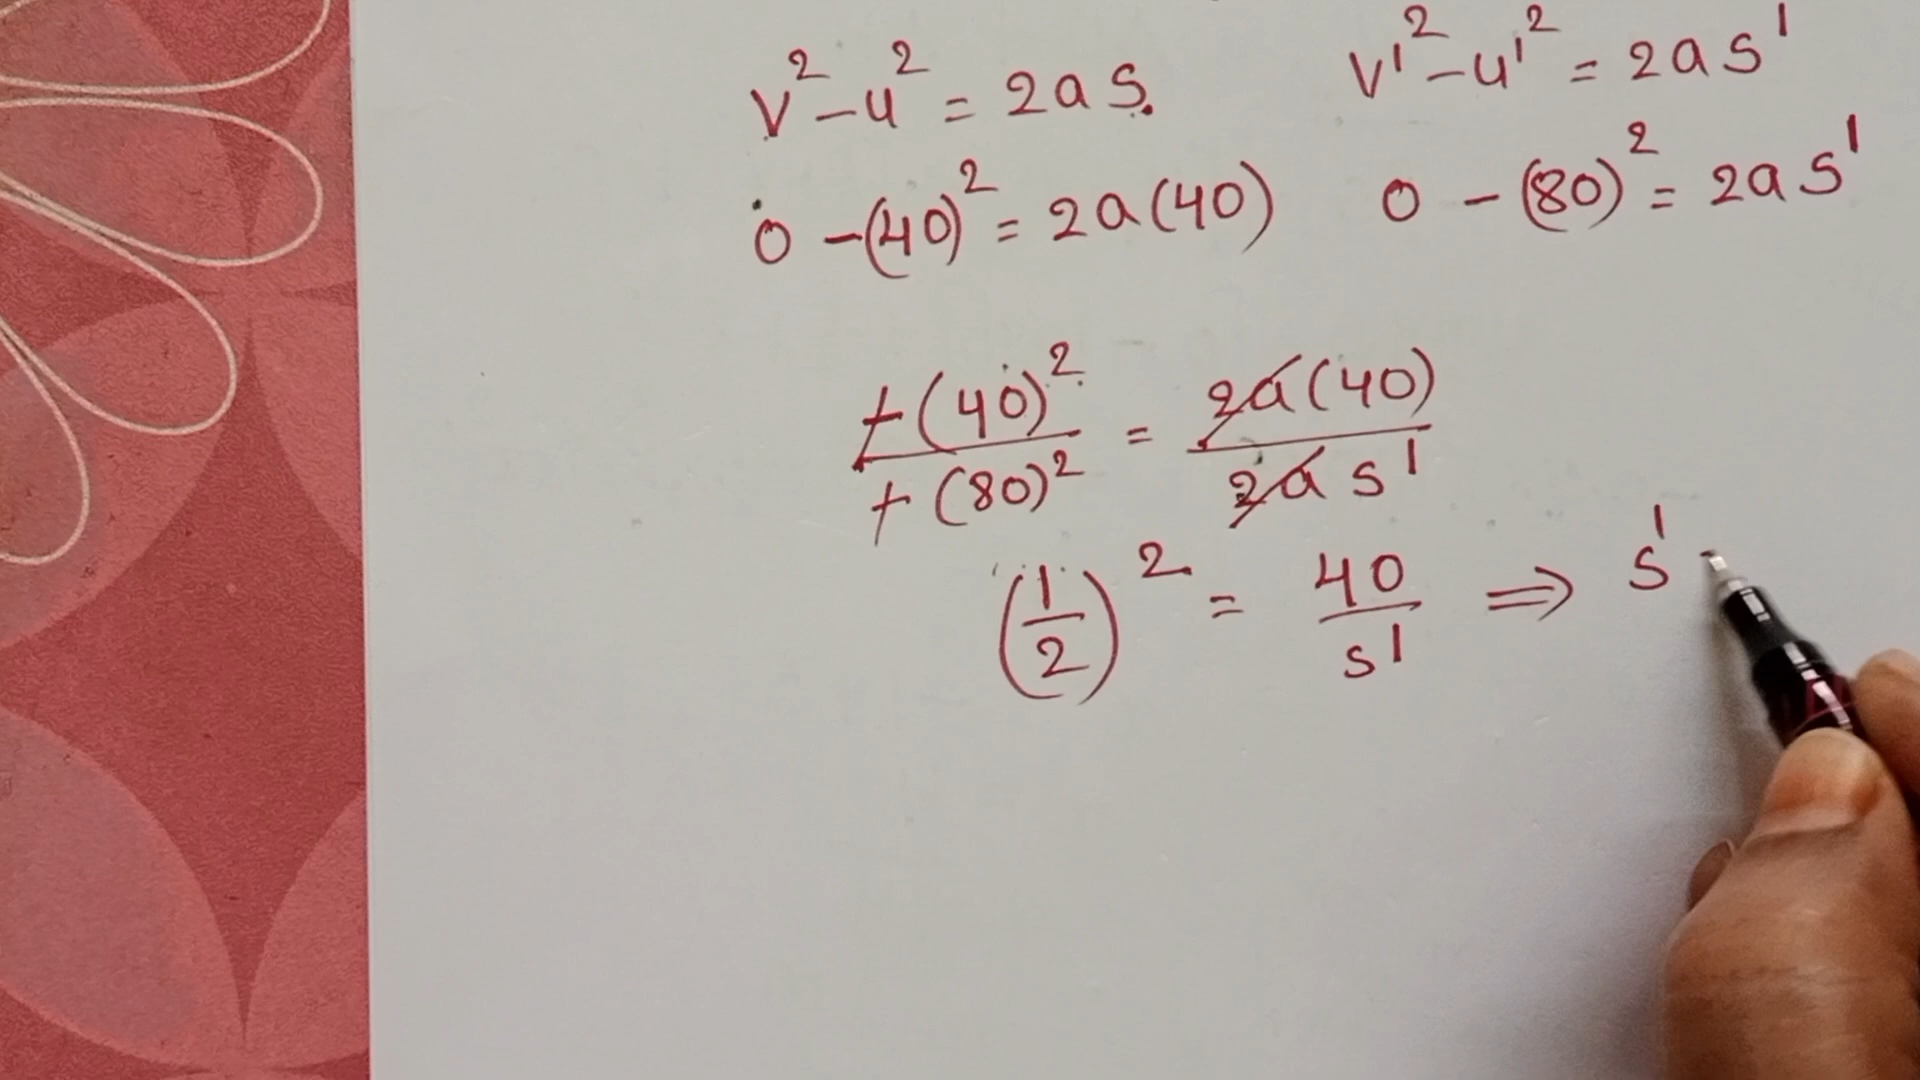 v² – u² = 2as.    v'² – u'² = 2as'
0 – (40)² = 2a(40)    0 – (80)² = 2as'
+(40)² / +(80)² = 2a(40) / 2as'
(1/2)² = 40/s' ⇒ s'